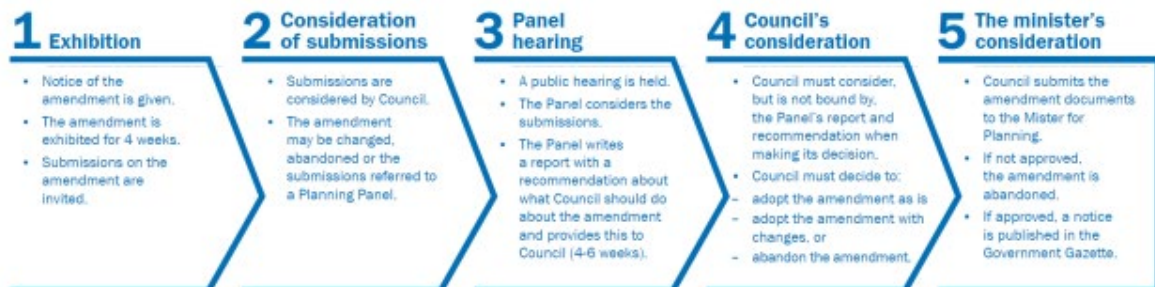 1 Exhibition
• Notice of the
amendment is given.
• The amendment is
exhibited for 4 weeks.
• Submissions on the
amendment are
invited.
2 Consideration
of submissions
• Submissions are
considered by Council.
• The amendment
may be changed,
abandoned or the
submissions referred to
a Planning Panel.
3 Panel
hearing
• A public hearing is held.
• The Panel considers the
submissions.
• The Panel writes
a report with a
recommendation about
what Council should do
about the amendment
and provides this to
Council (4-6 weeks).
4 Council's
consideration
• Council must consider,
but is not bound by,
the Panel's report and
recommendation when
making its decision.
• Council must decide to:
– adopt the amendment as is
– adopt the amendment with
changes, or
– abandon the amendment.
5 The minister's
consideration
• Council submits the
amendment documents
to the Mister for
Planning.
• If not approved,
the amendment is
abandoned.
• If approved, a notice
is published in the
Government Gazette.